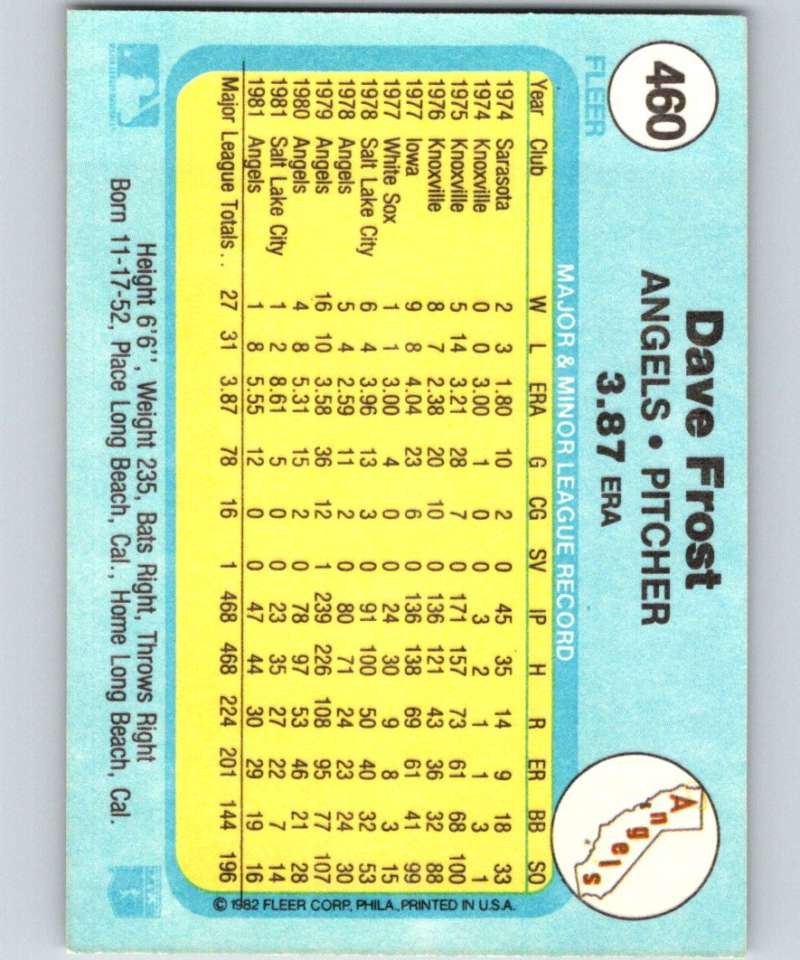 460
FLEER
Dave Frost
ANGELS • PITCHER
3.87 ERA
Angels
MAJOR & MINOR LEAGUE RECORD
Year Club W L ERA G CG SV IP H R ER BB SO
1974 Sarasota 2 3 1.80 10 2 0 45 35 14 9 18 33
1974 Knoxville 0 0 3.00 1 0 0 3 2 1 1 3 1
1975 Knoxville 5 14 3.21 28 7 0 171 157 73 61 68 100
1976 Knoxville 8 7 2.38 20 10 0 136 121 43 36 32 88
1977 Iowa 9 8 4.04 23 6 0 136 138 69 61 41 99
1977 White Sox 1 1 3.00 4 0 0 24 30 9 8 3 15
1978 Salt Lake City 6 4 3.96 13 3 0 91 100 50 40 32 53
1978 Angels 5 4 2.59 11 2 0 80 71 24 23 24 30
1979 Angels 16 10 3.58 36 12 1 239 226 108 95 77 107
1980 Angels 4 8 5.31 15 2 0 78 97 53 46 21 28
1981 Salt Lake City 1 2 8.61 5 0 0 23 35 27 22 7 14
1981 Angels 1 8 5.55 12 0 0 47 44 30 29 19 16
Major League Totals . . 27 31 3.87 78 16 1 468 468 224 201 144 196
© 1982 FLEER CORP., PHILA., PRINTED IN U.S.A.
Height 6'6", Weight 235, Bats Right, Throws Right
Born 11-17-52, Place Long Beach, Cal., Home Long Beach, Cal.